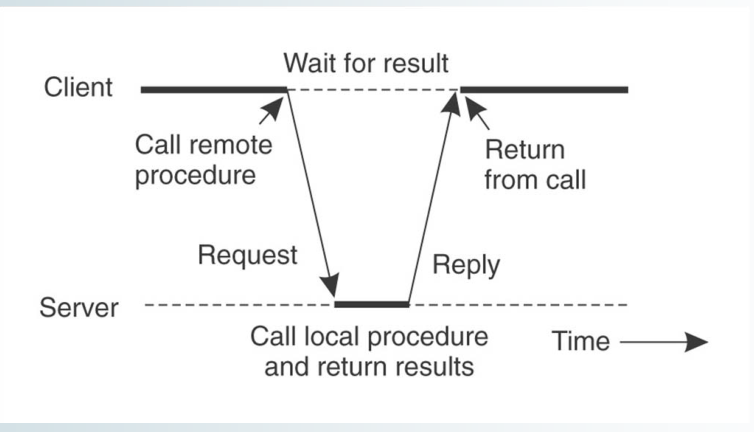 Wait for result
Client
Call remote
procedure
Return
from call
Request
Reply
Server
Call local procedure
and return results
Time